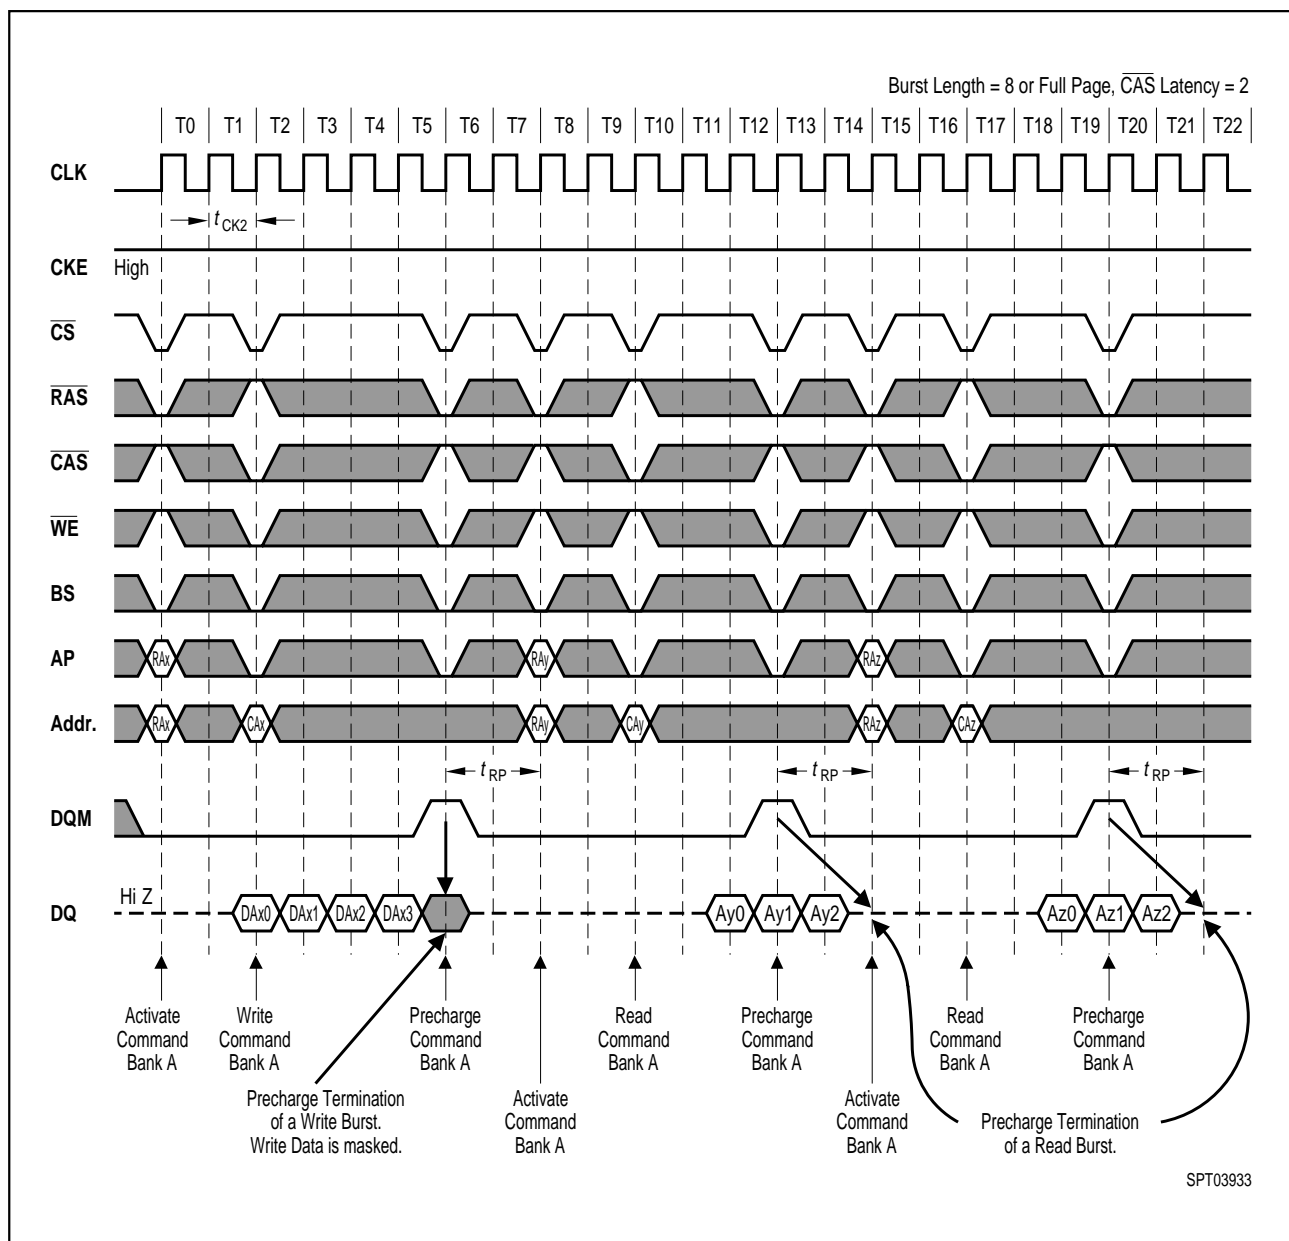 Burst Length = 8 or Full Page, CAS Latency = 2
T0 T1 T2 T3 T4 T5 T6 T7 T8 T9 T10 T11 T12 T13 T14 T15 T16 T17 T18 T19 T20 T21 T22
CLK
t CK2
CKE High
CS
RAS
CAS
WE
BS
AP RAx RAy RAz
Addr. RAx CAx RAy CAy RAz CAz
t RP t RP t RP
DQM
Hi Z
DQ DAx0 DAx1 DAx2 DAx3 Ay0 Ay1 Ay2 Az0 Az1 Az2
Activate
Command
Bank A
Write
Command
Bank A
Precharge
Command
Bank A
Read
Command
Bank A
Precharge
Command
Bank A
Read
Command
Bank A
Precharge
Command
Bank A
Precharge Termination
of a Write Burst.
Write Data is masked.
Activate
Command
Bank A
Activate
Command
Bank A
Precharge Termination
of a Read Burst.
SPT03933